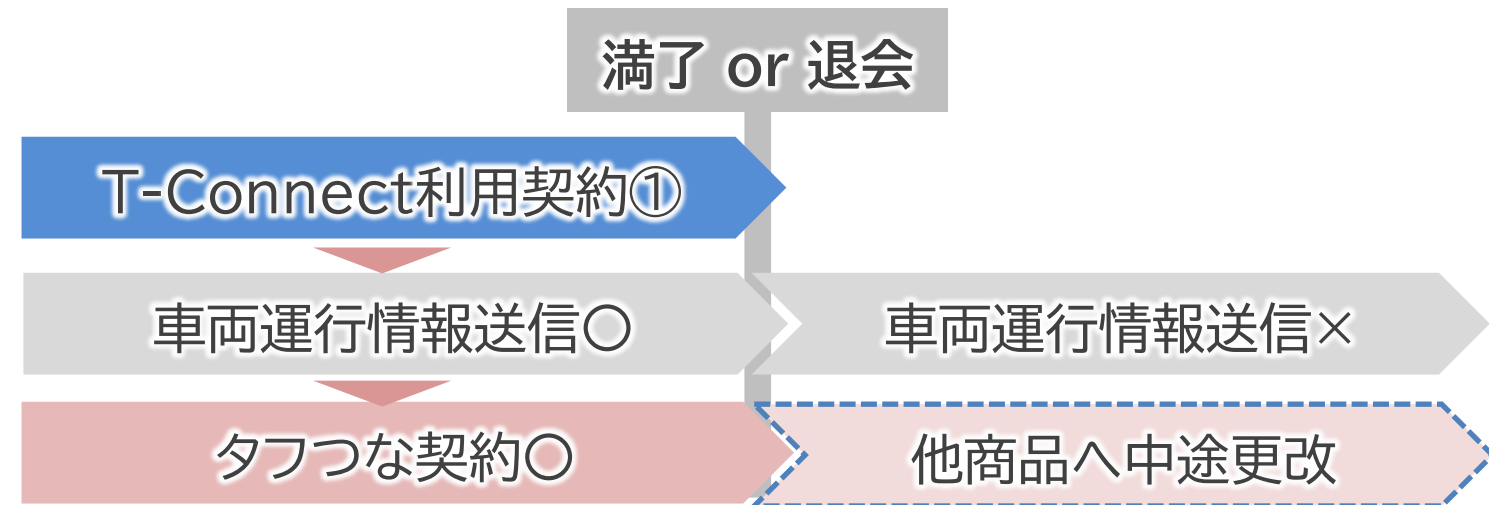 満了 or 退会
T-Connect利用契約①
車両運行情報送信〇
車両運行情報送信×
タフつな契約〇
他商品へ中途更改